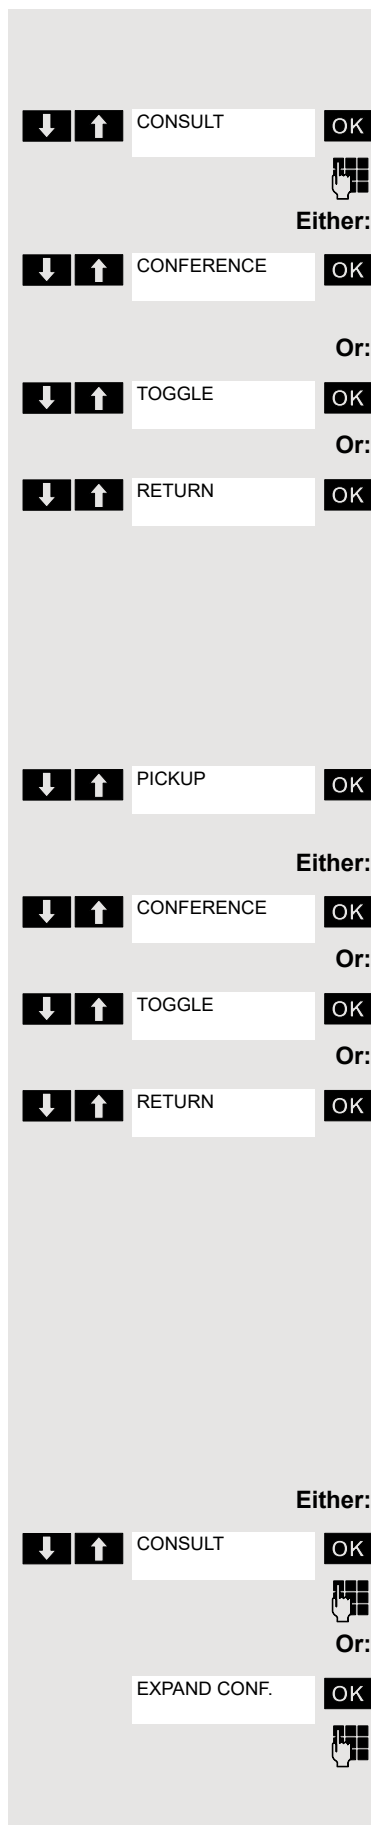 CONSULT OK
Either:
CONFERENCE OK
Or:
TOGGLE OK
Or:
RETURN OK
PICKUP OK
Either:
CONFERENCE OK
Or:
TOGGLE OK
Or:
RETURN OK
Either:
CONSULT OK
Or:
EXPAND CONF. OK